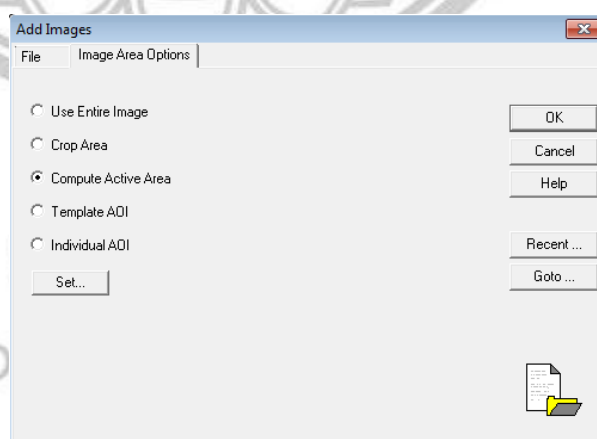 Add Images
File Image Area Options
Use Entire Image
Crop Area
Compute Active Area
Template AOI
Individual AOI
Set...
OK
Cancel
Help
Recent ...
Goto ...